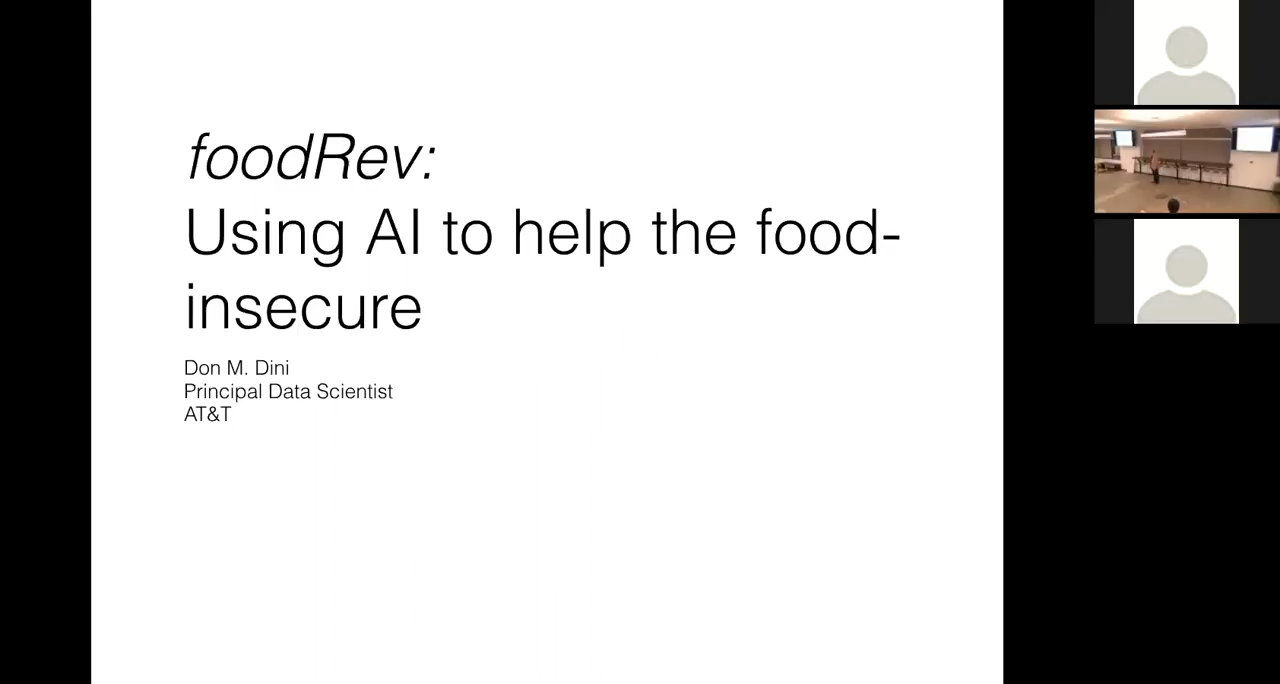 foodRev:
Using AI to help the food-
insecure
Don M. Dini
Principal Data Scientist
AT&T